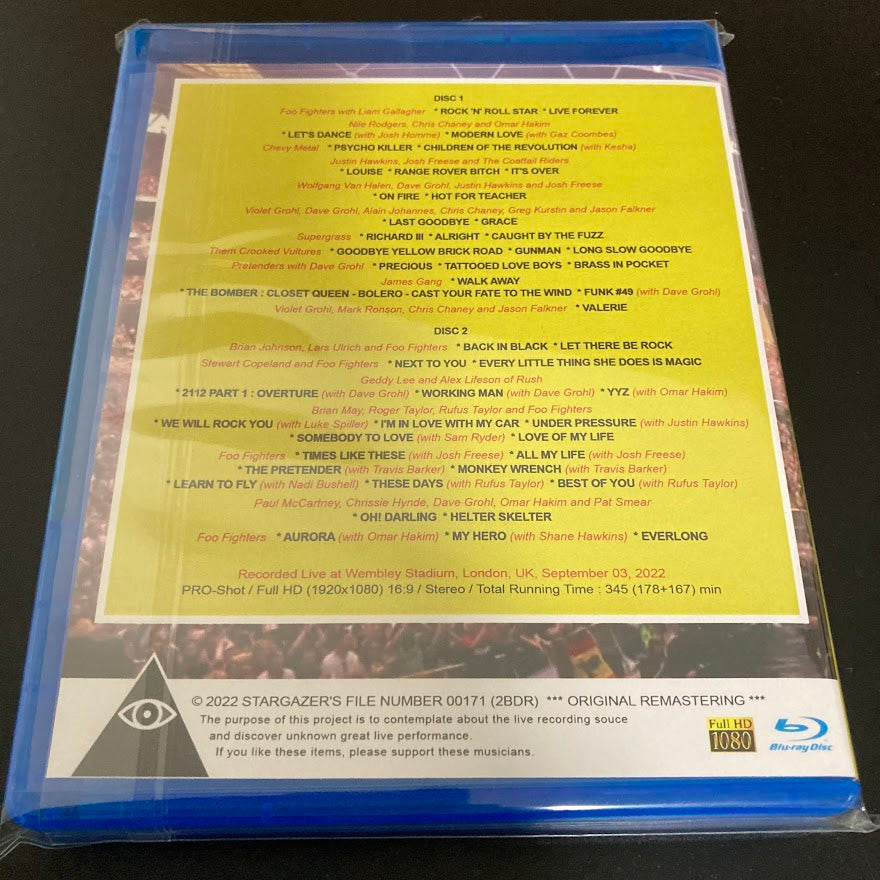 DISC 1
Foo Fighters with Liam Gallagher * ROCK 'N' ROLL STAR * LIVE FOREVER
Nile Rodgers, Chris Chaney and Omar Hakim
* LET'S DANCE (with Josh Homme) * MODERN LOVE (with Gaz Coombes)
Chevy Metal * PSYCHO KILLER * CHILDREN OF THE REVOLUTION (with Kesha)
Justin Hawkins, Josh Freese and The Coattail Riders
* LOUISE * RANGE ROVER BITCH * IT'S OVER
Wolfgang Van Halen, Dave Grohl, Justin Hawkins and Josh Freese
* ON FIRE * HOT FOR TEACHER
Violet Grohl, Dave Grohl, Alain Johannes, Chris Chaney, Greg Kurstin and Jason Falkner
* LAST GOODBYE * GRACE
Supergrass * RICHARD III * ALRIGHT * CAUGHT BY THE FUZZ
Them Crooked Vultures * GOODBYE YELLOW BRICK ROAD * GUNMAN * LONG SLOW GOODBYE
Pretenders with Dave Grohl * PRECIOUS * TATTOOED LOVE BOYS * BRASS IN POCKET
James Gang * WALK AWAY
* THE BOMBER : CLOSET QUEEN - BOLERO - CAST YOUR FATE TO THE WIND * FUNK #49 (with Dave Grohl)
Violet Grohl, Mark Ronson, Chris Chaney and Jason Falkner * VALERIE
DISC 2
Brian Johnson, Lars Ulrich and Foo Fighters * BACK IN BLACK * LET THERE BE ROCK
Stewart Copeland and Foo Fighters * NEXT TO YOU * EVERY LITTLE THING SHE DOES IS MAGIC
Geddy Lee and Alex Lifeson of Rush
* 2112 PART 1 : OVERTURE (with Dave Grohl) * WORKING MAN (with Dave Grohl) * YYZ (with Omar Hakim)
Brian May, Roger Taylor, Rufus Taylor and Foo Fighters
* WE WILL ROCK YOU (with Luke Spiller) * I'M IN LOVE WITH MY CAR * UNDER PRESSURE (with Justin Hawkins)
* SOMEBODY TO LOVE (with Sam Ryder) * LOVE OF MY LIFE
Foo Fighters * TIMES LIKE THESE (with Josh Freese) * ALL MY LIFE (with Josh Freese)
* THE PRETENDER (with Travis Barker) * MONKEY WRENCH (with Travis Barker)
* LEARN TO FLY (with Nadi Bushell) * THESE DAYS (with Rufus Taylor) * BEST OF YOU (with Rufus Taylor)
Paul McCartney, Chrissie Hynde, Dave Grohl, Omar Hakim and Pat Smear
* OH! DARLING * HELTER SKELTER
Foo Fighters * AURORA (with Omar Hakim) * MY HERO (with Shane Hawkins) * EVERLONG
Recorded Live at Wembley Stadium, London, UK, September 03, 2022
PRO-Shot / Full HD (1920x1080) 16:9 / Stereo / Total Running Time : 345 (178+167) min
© 2022 STARGAZER'S FILE NUMBER 00171 (2BDR) *** ORIGINAL REMASTERING ***
The purpose of this project is to contemplate about the live recording souce
and discover unknown great live performance.
If you like these items, please support these musicians.
Full HD
1080
Blu-ray Disc